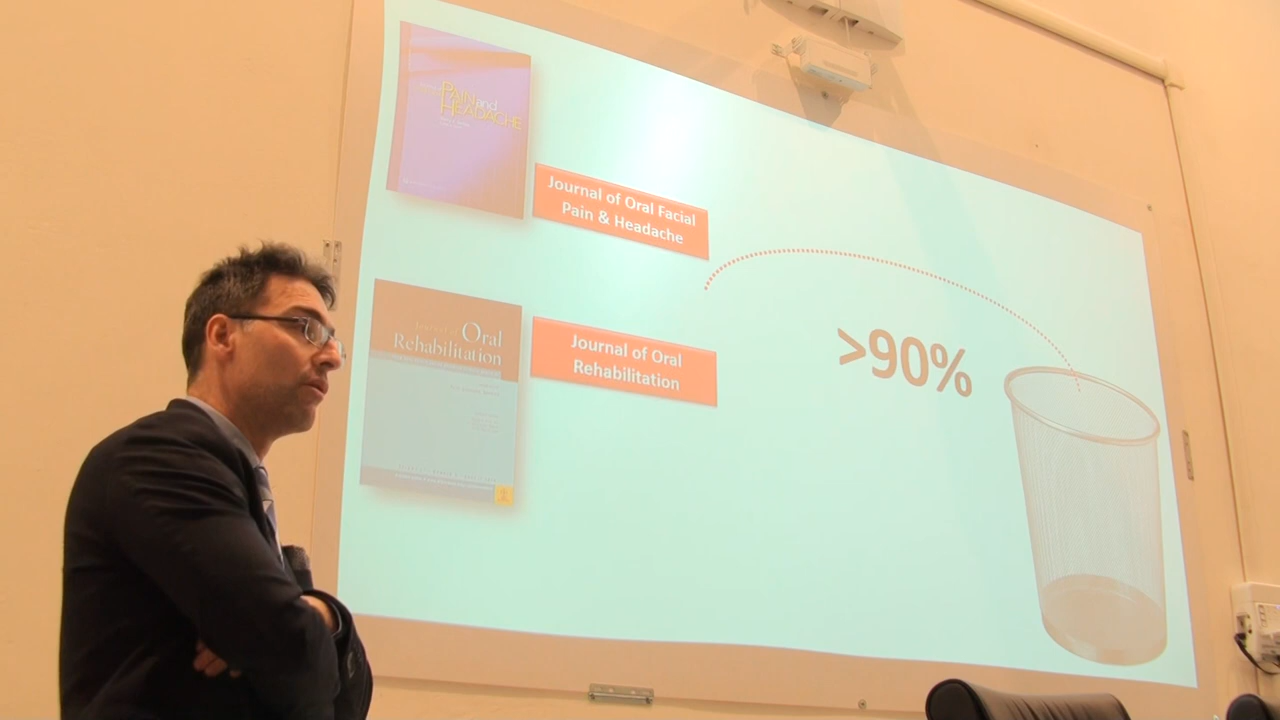 PAIN and
HEADACHE
Journal of Oral Facial
Pain & Headache
Oral
Rehabilitation
Journal of Oral
Rehabilitation
>90%